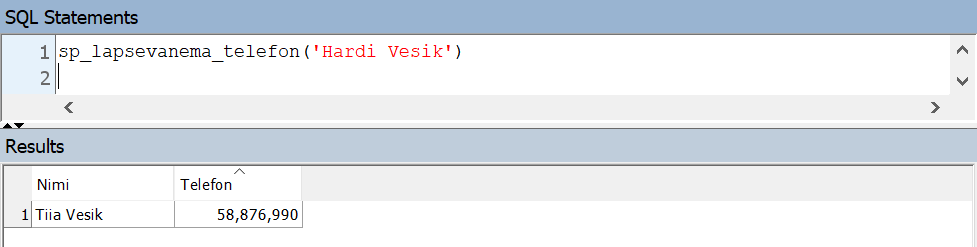 SQL Statements
1 sp_lapsevanema_telefon('Hardi Vesik')
2
Results
Nimi Telefon
1 Tiia Vesik 58,876,990